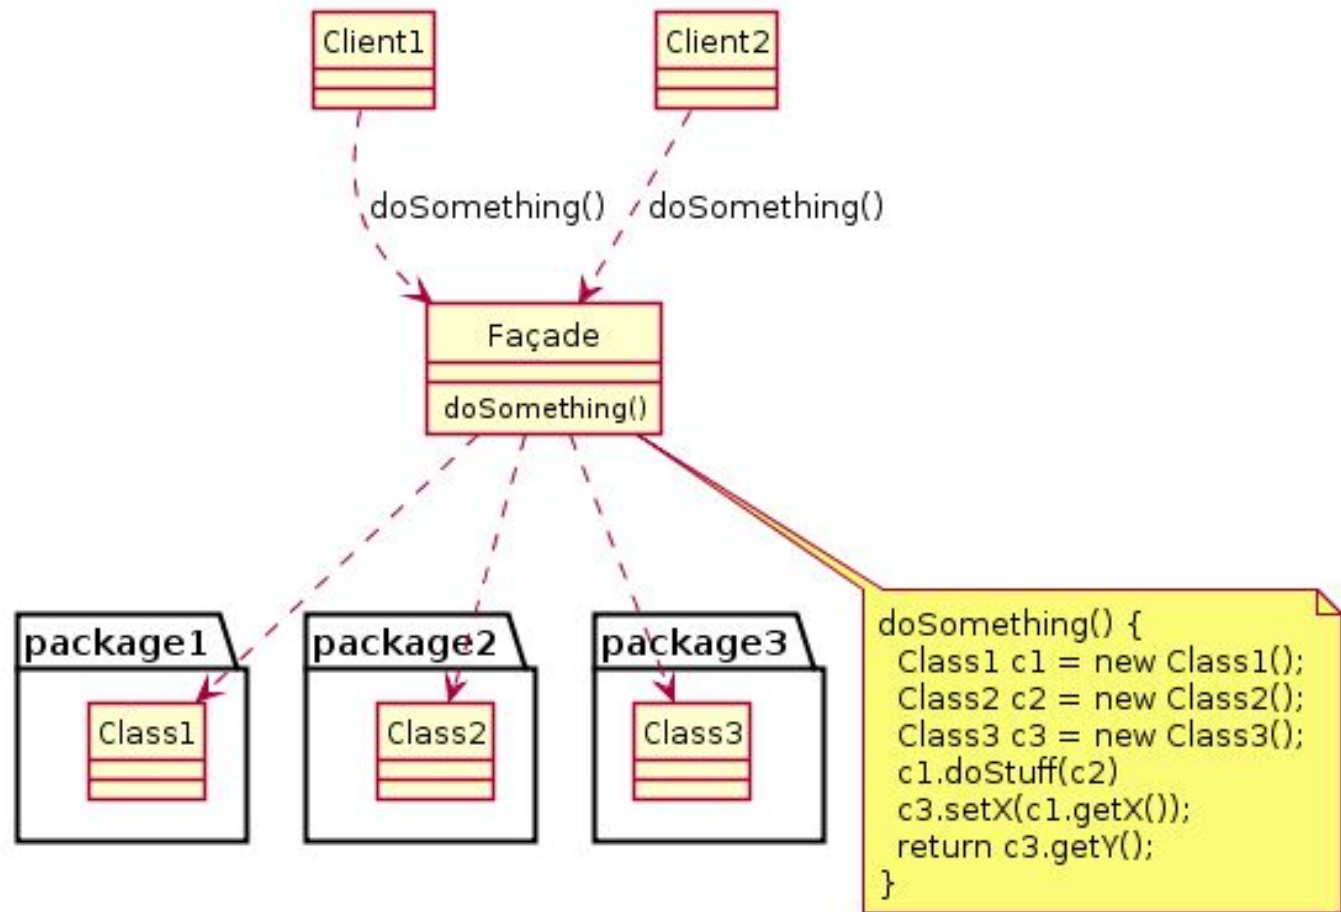 Client1
Client2
doSomething()
doSomething()
Façade
doSomething()
package1
package2
package3
Class1
Class2
Class3
doSomething() {
Class1 c1 = new Class1();
Class2 c2 = new Class2();
Class3 c3 = new Class3();
c1.doStuff(c2)
c3.setX(c1.getX());
return c3.getY();
}